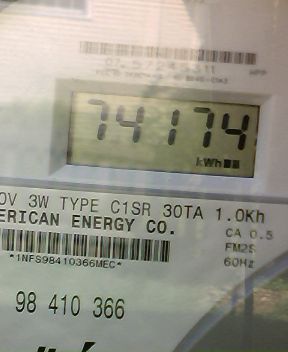 74174
kWh
0V 3W TYPE C1SR 30TA 1.0Kh
ERICAN ENERGY CO.
CA 0.5
FM2S
60Hz
*1NFS98410366MEC*
98 410 366